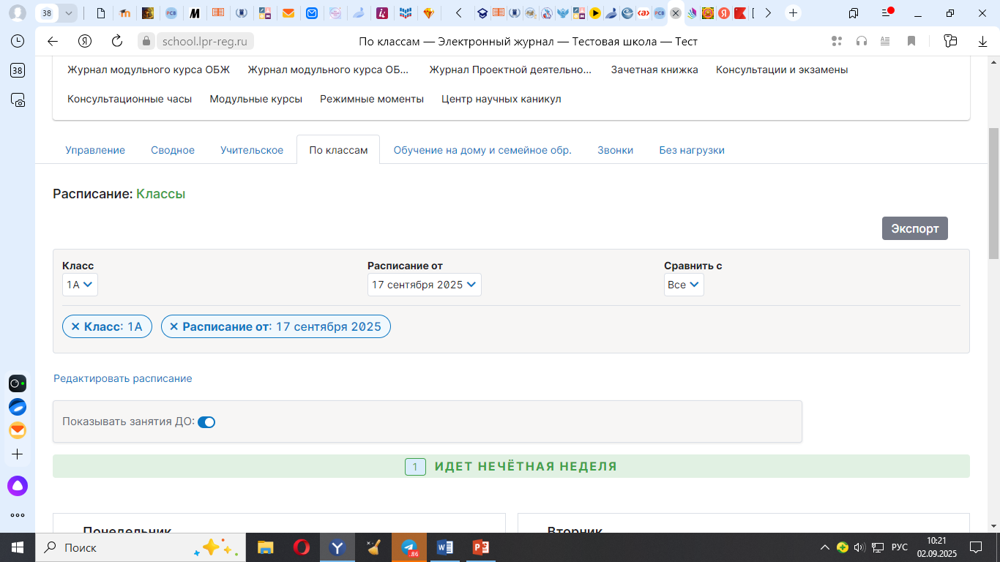 38
school.lpr-reg.ru
По классам — Электронный журнал — Тестовая школа — Тест
38
Журнал модульного курса ОБЖ Журнал модульного курса ОБ... Журнал Проектной деятельно... Зачетная книжка Консультации и экзамены
Консультационные часы Модульные курсы Режимные моменты Центр научных каникул
Управление Сводное Учительское По классам Обучение на дому и семейное обр. Звонки Без нагрузки
Расписание: Классы
Экспорт
Класс Расписание от Сравнить с
1А 17 сентября 2025 Все
× Класс: 1А × Расписание от: 17 сентября 2025
Редактировать расписание
Показывать занятия ДО:
1 ИДЕТ НЕЧЁТНАЯ НЕДЕЛЯ
Понедельник Вторник
Поиск
86
РУС
10:21
02.09.2025